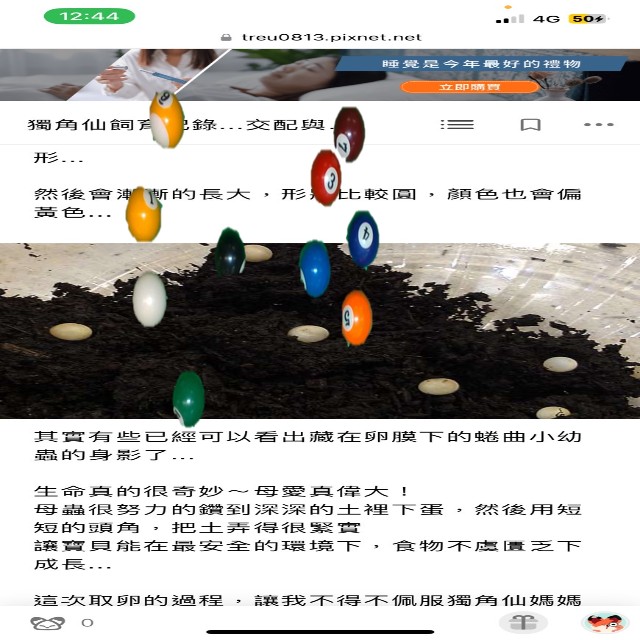 12:44
4G
50
treu0813.pixnet.net
睡覺是今年最好的禮物
立即購買
獨角仙飼育記錄...交配與
形...
然後會漸漸的長大，形狀比較圓，顏色也會偏
黃色...
其實有些已經可以看出藏在卵膜下的蜷曲小幼
蟲的身影了...
生命真的很奇妙～母愛真偉大！
母蟲很努力的鑽到深深的土裡下蛋，然後用短
短的頭角，把土弄得很緊實
讓寶貝能在最安全的環境下，食物不虞匱乏下
成長...
這次取卵的過程，讓我不得不佩服獨角仙媽媽
0